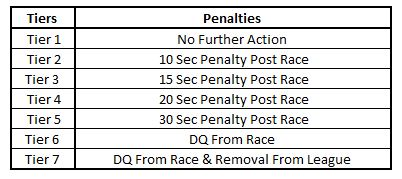 Tiers Penalties
Tier 1 No Further Action
Tier 2 10 Sec Penalty Post Race
Tier 3 15 Sec Penalty Post Race
Tier 4 20 Sec Penalty Post Race
Tier 5 30 Sec Penalty Post Race
Tier 6 DQ From Race
Tier 7 DQ From Race & Removal From League